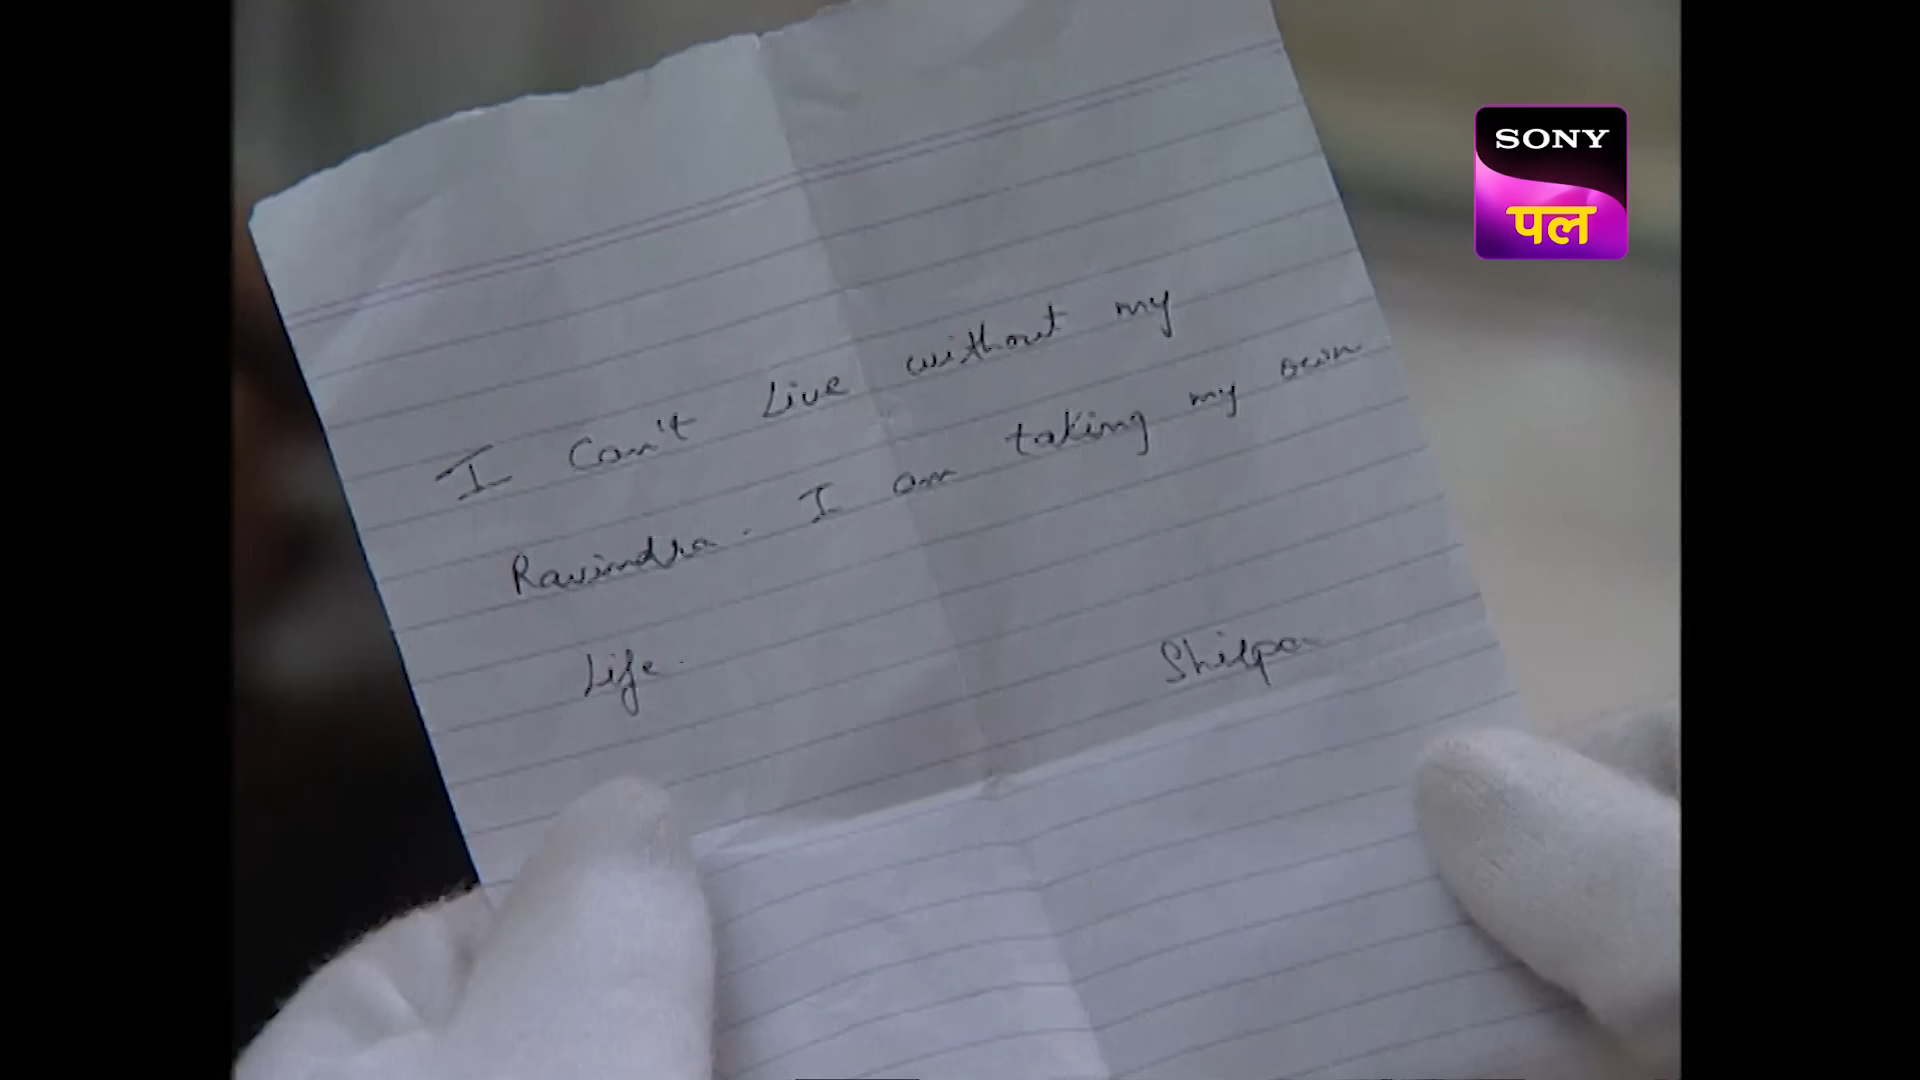 SONY
पल
I Can't Live without my
Ravindra. I am taking my own
Life.
Shilpa